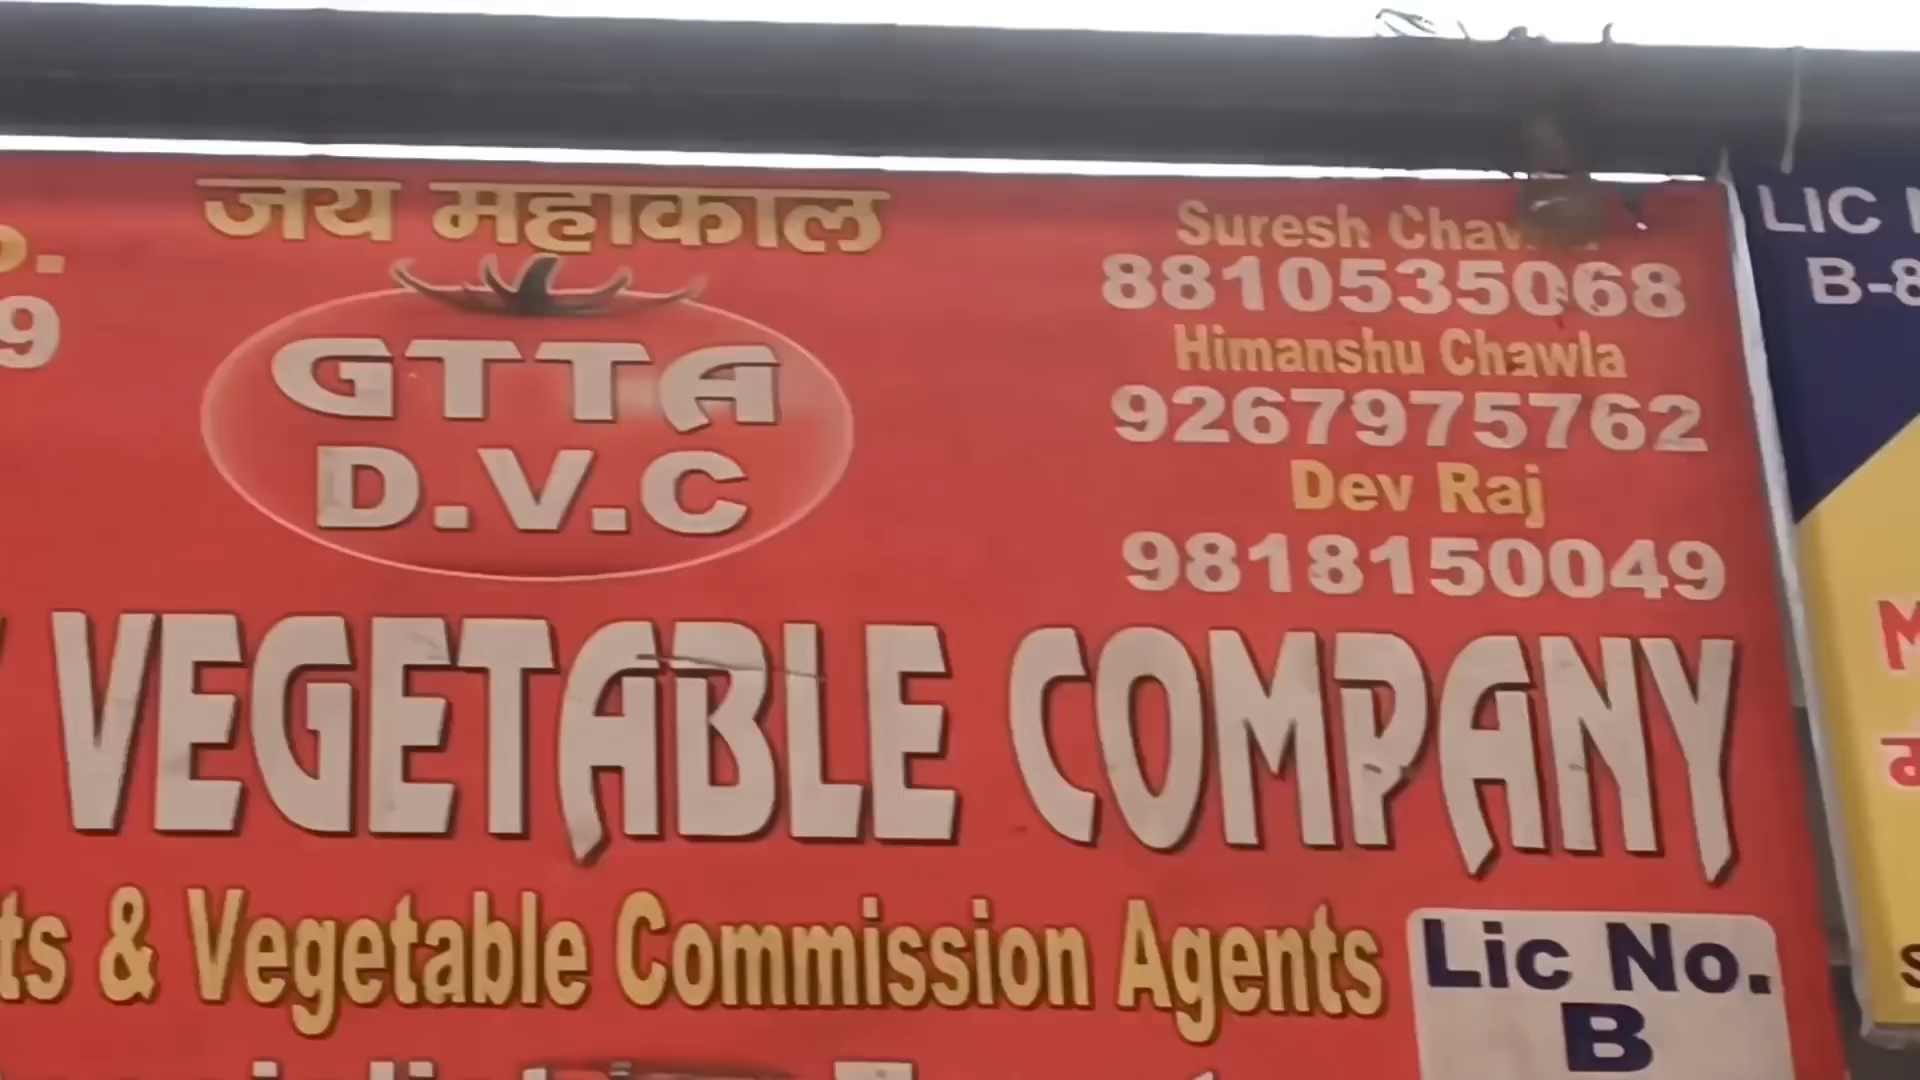 जय महाकाल
GTTA
D.V.C
9
Suresh
8810535068
Himanshu Chawla
9267975762
Dev Raj
9818150049
VEGETABLE COMPANY
ts & Vegetable Commission Agents
Lic No.
B
LIC
B-8